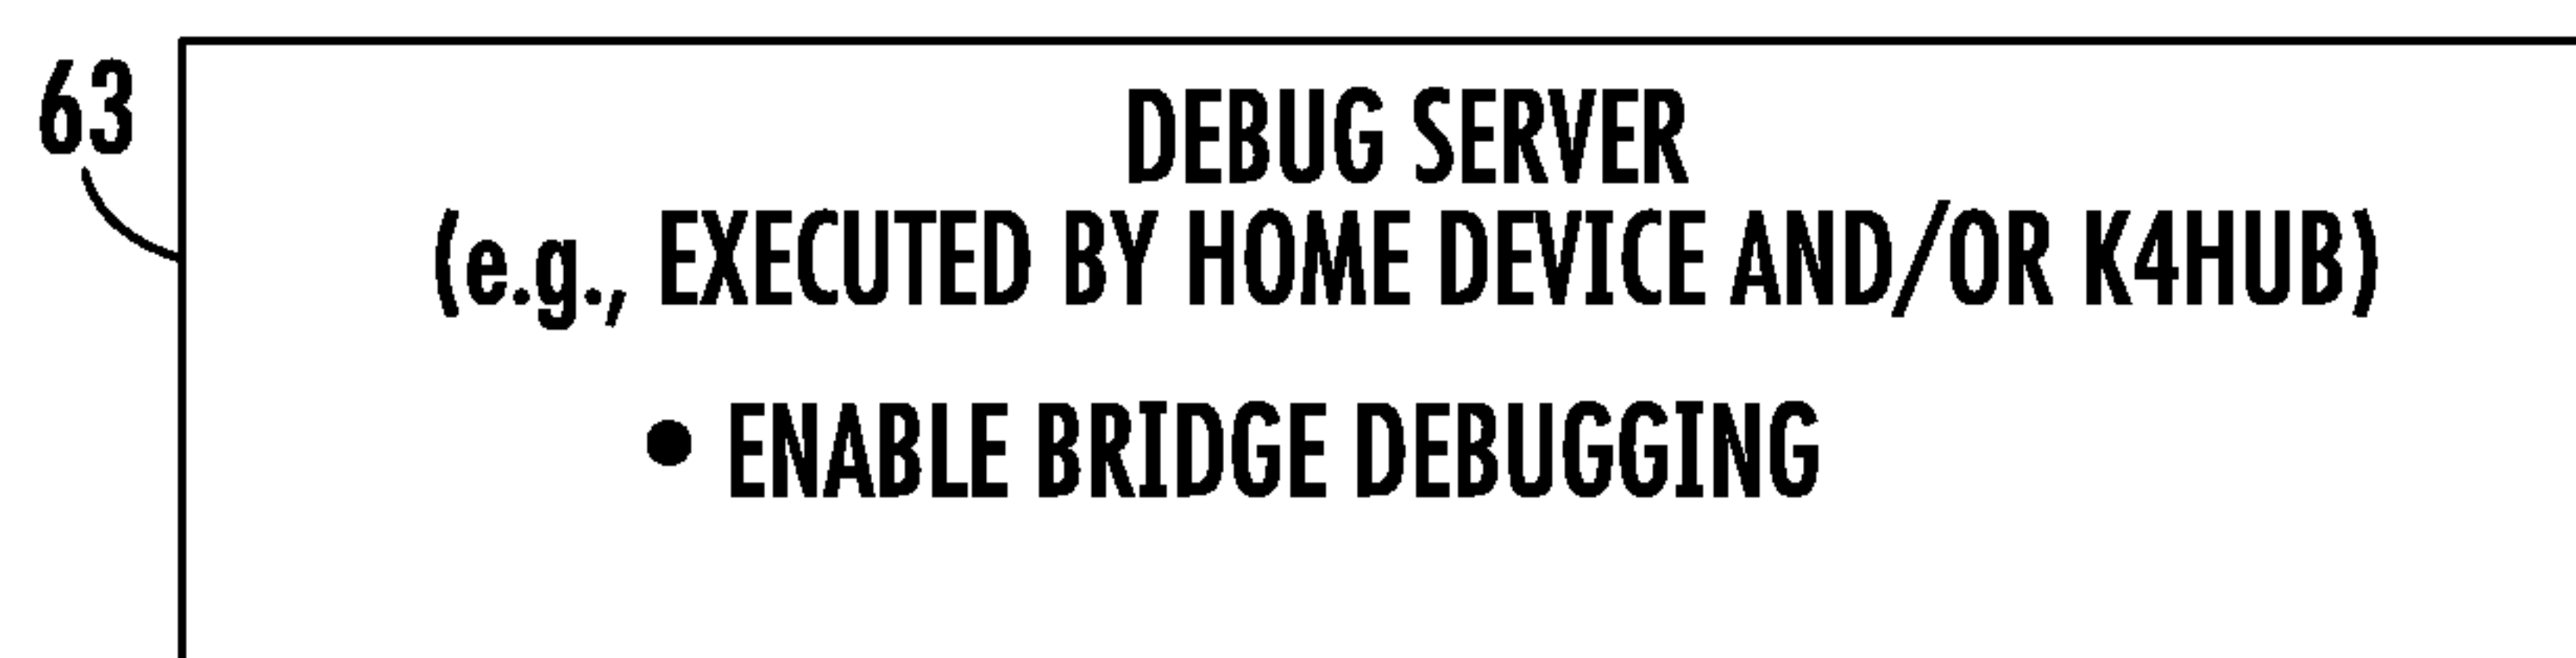 63
DEBUG SERVER
(e.g., EXECUTED BY HOME DEVICE AND/OR K4HUB)
• ENABLE BRIDGE DEBUGGING